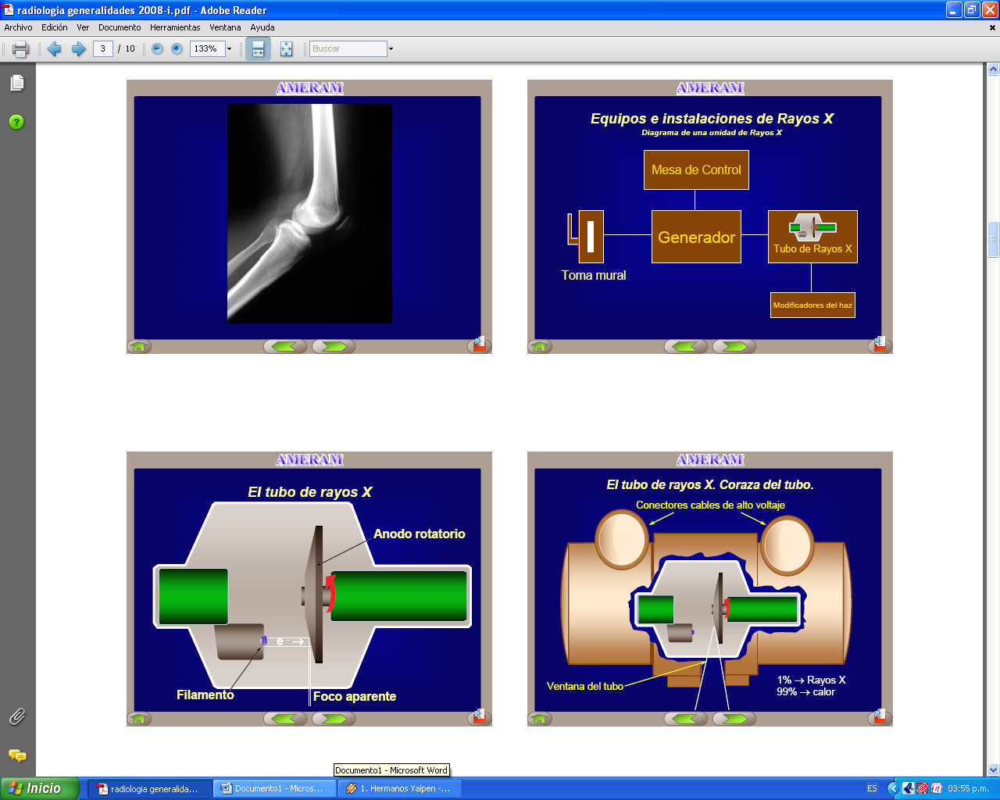 radiologia generalidades 2008-i.pdf - Adobe Reader
Archivo Edición Ver Documento Herramientas Ventana Ayuda
3 / 10 133% Buscar
AMERAM
AMERAM
Equipos e instalaciones de Rayos X
Diagrama de una unidad de Rayos X
Mesa de Control
Generador
Tubo de Rayos X
Toma mural
Modificadores del haz
AMERAM
El tubo de rayos X
Anodo rotatorio
e - →
Filamento
Foco aparente
AMERAM
El tubo de rayos X. Coraza del tubo.
Conectores cables de alto voltaje
Ventana del tubo
1% → Rayos X
99% → calor
Documento1 - Microsoft Word
Inicio
radiologia generalida...
Documento1 - Micros...
1. Hermanos Yaipen -...
ES
03:55 p.m.